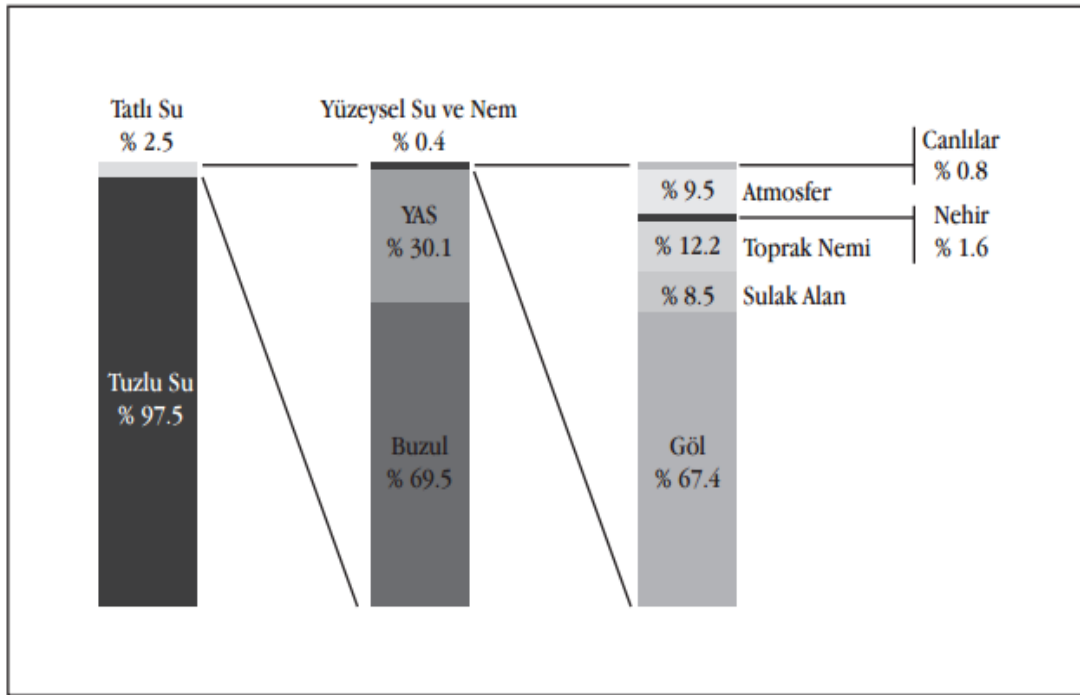 Tatlı Su
% 2.5
Tuzlu Su
% 97.5
Yüzeysel Su ve Nem
% 0.4
YAS
% 30.1
Buzul
% 69.5
Canlılar
% 0.8
% 9.5 Atmosfer
Nehir
% 1.6
% 12.2 Toprak Nemi
% 8.5 Sulak Alan
Göl
% 67.4